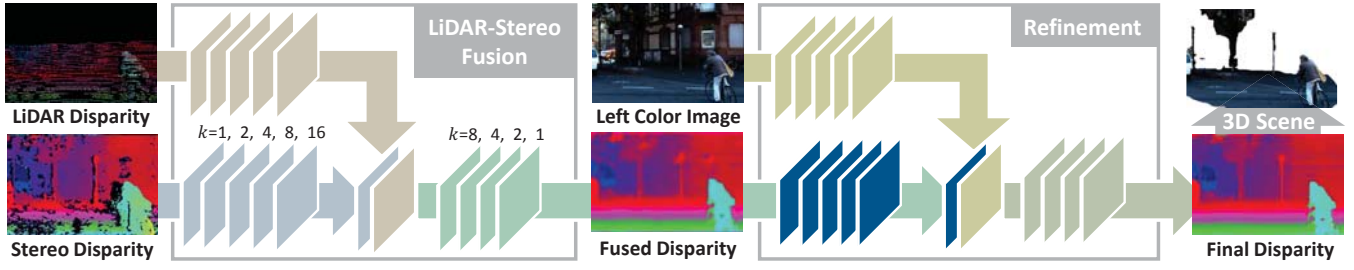 LiDAR-Stereo
Fusion
Refinement
LiDAR Disparity
Left Color Image
3D Scene
k=1, 2, 4, 8, 16
k=8, 4, 2, 1
Stereo Disparity
Fused Disparity
Final Disparity